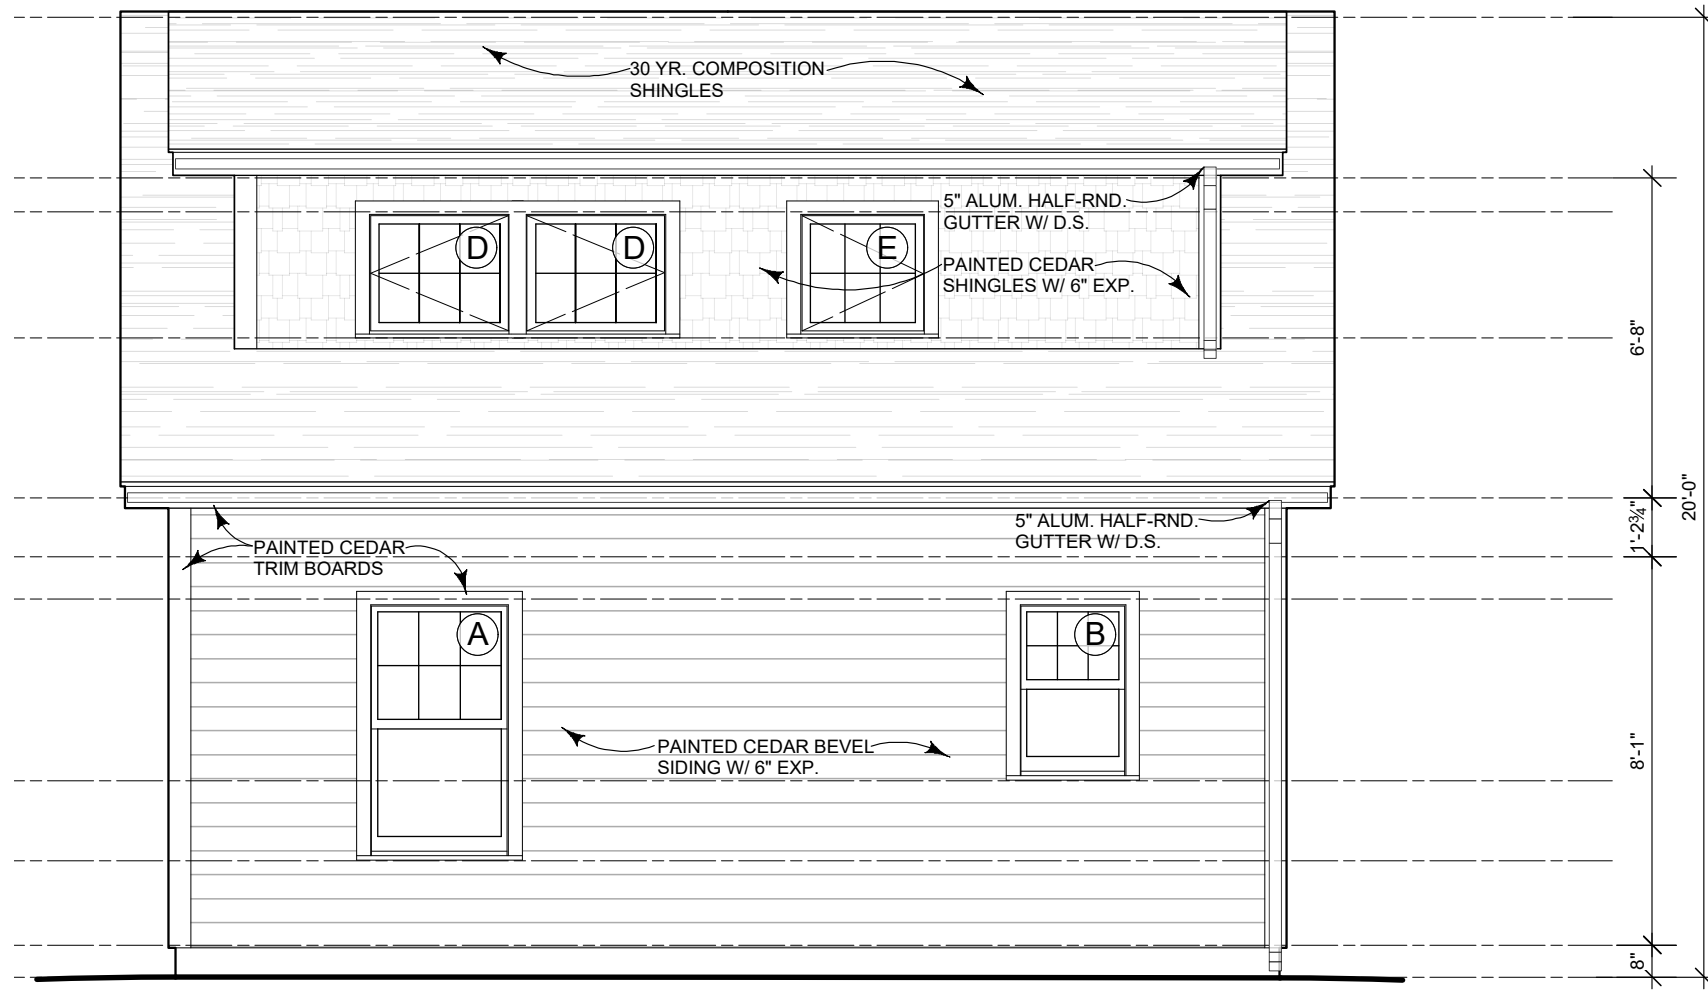 30 YR. COMPOSITION
SHINGLES
5" ALUM. HALF-RND.
GUTTER W/ D.S.
D
D
E
PAINTED CEDAR
SHINGLES W/ 6" EXP.
6'-8"
20'-0"
1'-2¾"
5" ALUM. HALF-RND.
GUTTER W/ D.S.
PAINTED CEDAR
TRIM BOARDS
A
B
PAINTED CEDAR BEVEL
SIDING W/ 6" EXP.
8'-1"
8"